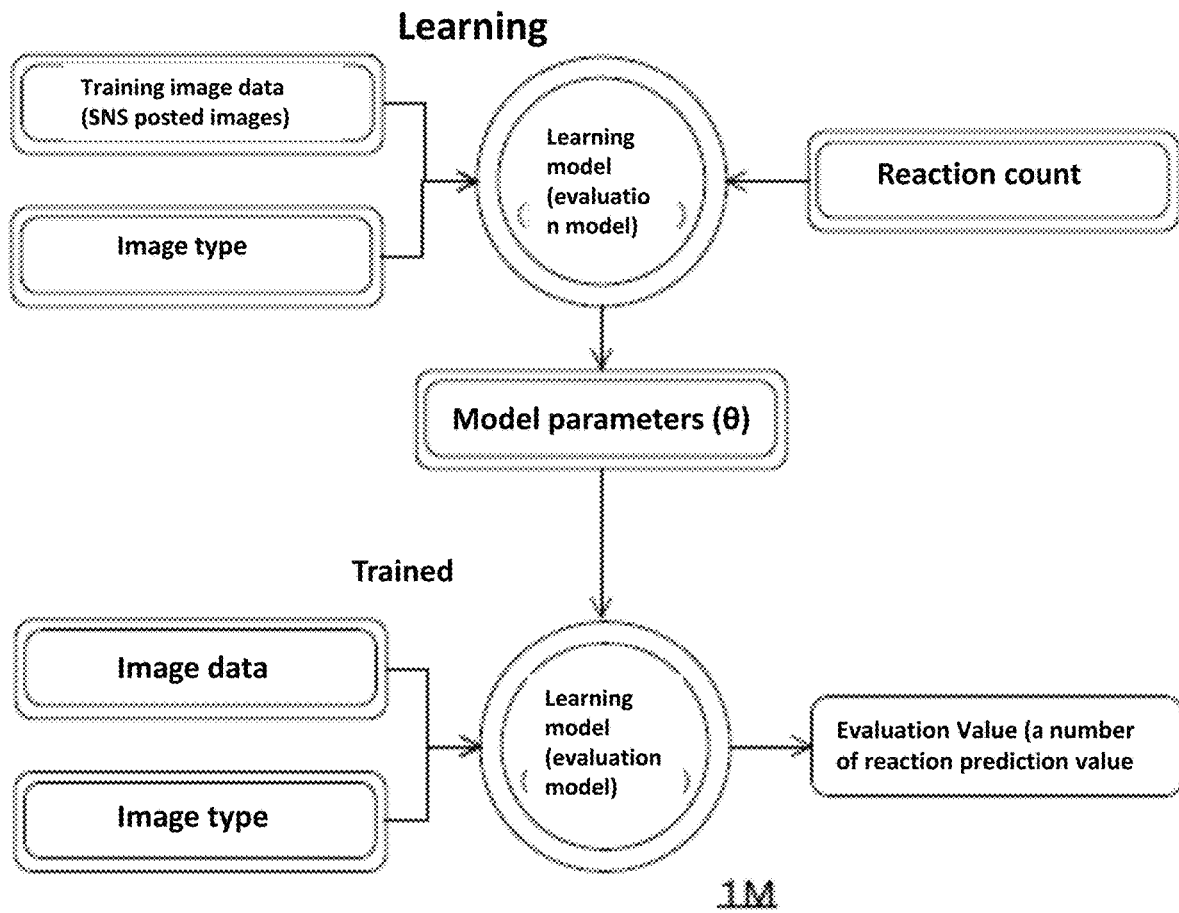 Learning
Training image data
(SNS posted images)
Image type
Learning
model
(evaluatio
n model)
Reaction count
Model parameters (θ)
Trained
Image data
Image type
Learning
model
(evaluation
model)
Evaluation Value (a number
of reaction prediction value
1M